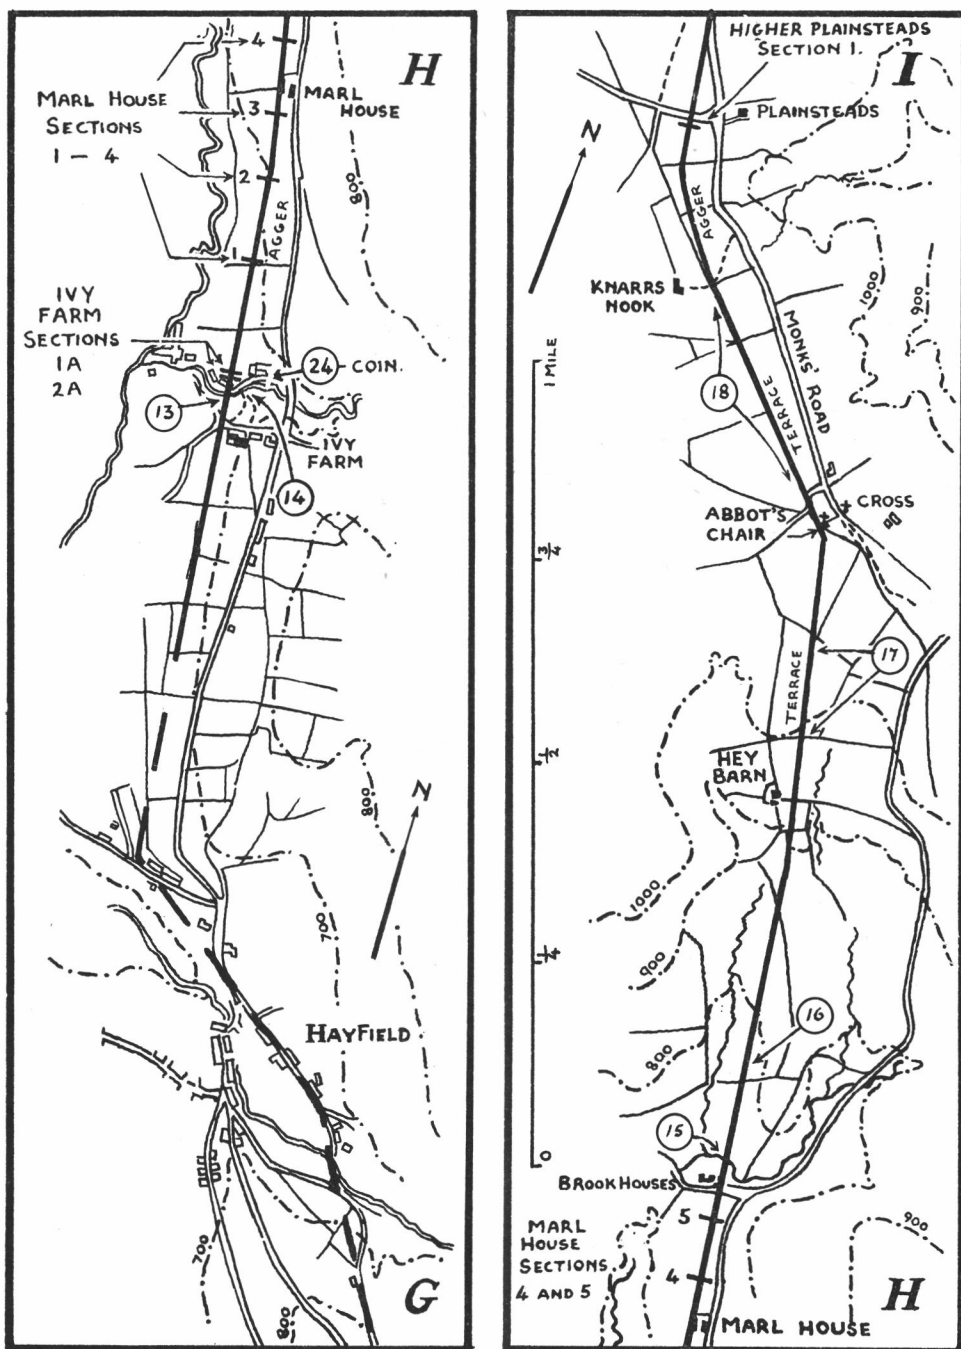 H
4
MARL HOUSE
SECTIONS
1 – 4
3
MARL
HOUSE
2
800
AGGER
1
IVY
FARM
SECTIONS
1A
2A
24
COIN.
13
IVY
FARM
14
800
N
700
HAYFIELD
700
800
G
HIGHER PLAINSTEADS
SECTION 1.
I
PLAINSTEADS
N
AGGER
KNARRS
NOOK
1000
900
MONKS' ROAD
1 MILE
18
TERRACE
CROSS
ABBOT'S
CHAIR
3/4
17
TERRACE
1/2
HEY
BARN
1000
900
1/4
16
800
15
0
BROOK HOUSES
5
900
MARL
HOUSE
SECTIONS
4 AND 5
4
H
MARL HOUSE